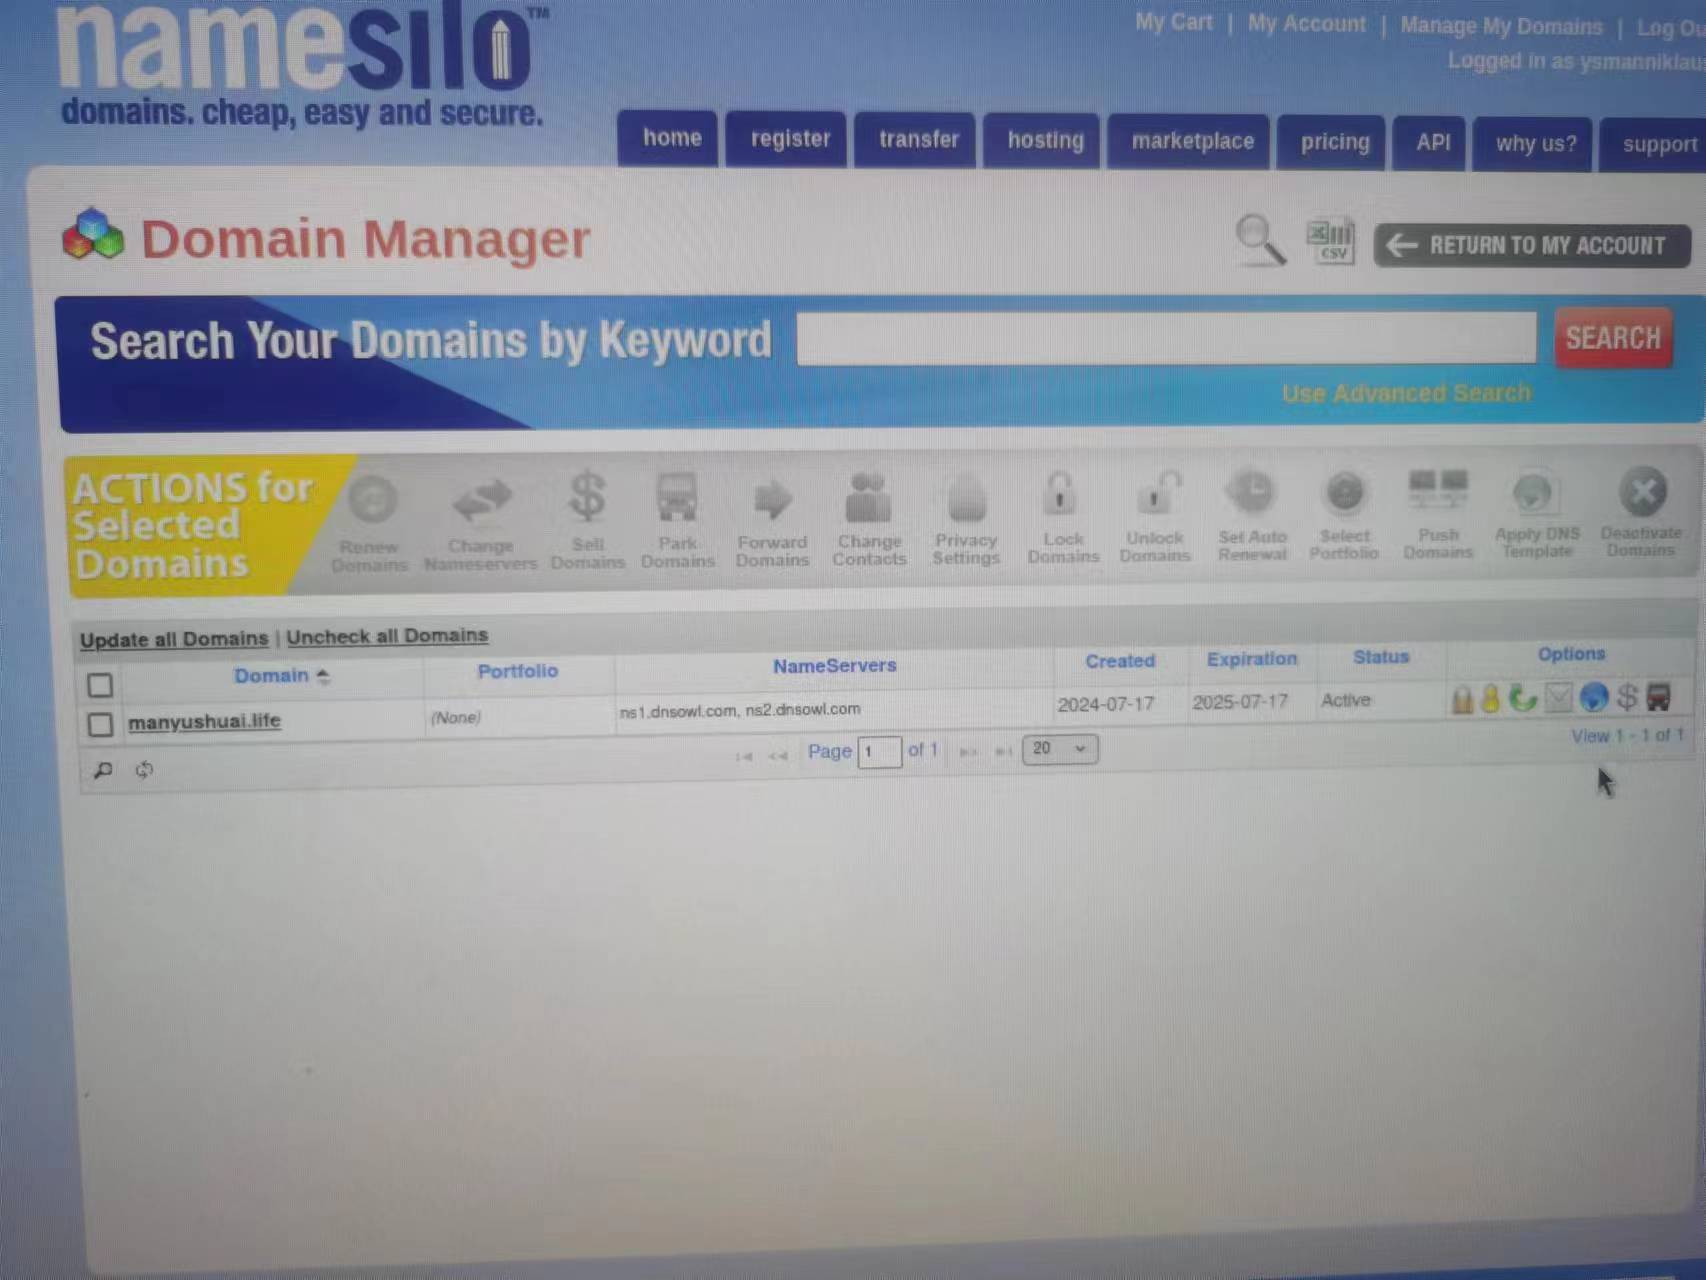 namesilo™
domains. cheap, easy and secure.
My Cart | My Account | Manage My Domains | Log
Logged in as
home
register
transfer
hosting
marketplace
pricing
API
why us?
support
Domain Manager
CSV
RETURN TO MY ACCOUNT
Search Your Domains by Keyword
SEARCH
Use Advanced Search
ACTIONS for
Selected
Domains
Renew
Domains
Change
Nameservers
Sell
Domains
Park
Domains
Forward
Domains
Change
Contacts
Privacy
Settings
Lock
Domains
Unlock
Domains
Set Auto
Renewal
Select
Portfolio
Push
Domains
Apply DNS
Template
Deactivate
Domains
Update all Domains | Uncheck all Domains
Domain Portfolio NameServers Created Expiration Status Options
manyushuai.life (None) ns1.dnsowl.com, ns2.dnsowl.com 2024-07-17 2025-07-17 Active
Page 1 of 1 20
View 1 - 1 of 1